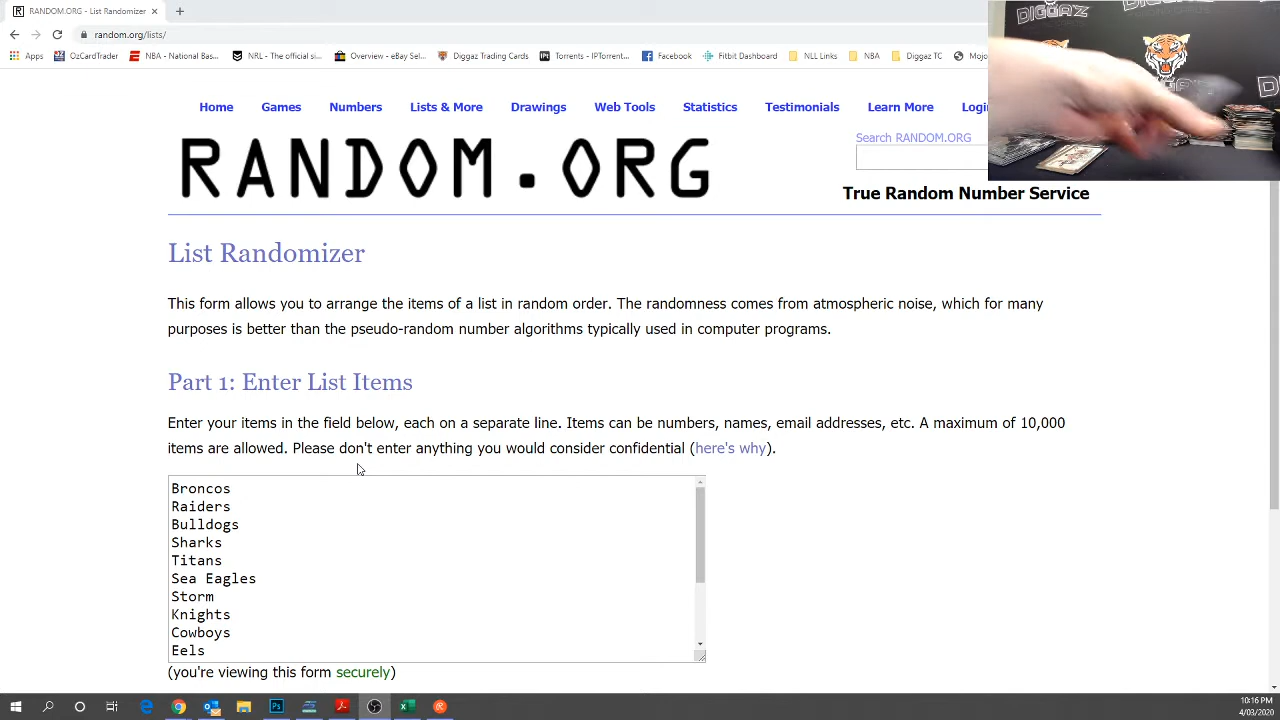 RANDOM.ORG - List Randomizer
random.org/lists/
Apps OzCardTrader NBA - National Bas... NRL - The official si... Overview - eBay Sel... Diggaz Trading Cards Torrents - IPTorrent... Facebook Fitbit Dashboard NLL Links NBA Diggaz TC Mojo
DIGGAZ
Home Games Numbers Lists & More Drawings Web Tools Statistics Testimonials Learn More Logi
RANDOM.ORG
Search RANDOM.ORG
True Random Number Service
List Randomizer
This form allows you to arrange the items of a list in random order. The randomness comes from atmospheric noise, which for many
purposes is better than the pseudo-random number algorithms typically used in computer programs.
Part 1: Enter List Items
Enter your items in the field below, each on a separate line. Items can be numbers, names, email addresses, etc. A maximum of 10,000
items are allowed. Please don't enter anything you would consider confidential (here's why).
Broncos
Raiders
Bulldogs
Sharks
Titans
Sea Eagles
Storm
Knights
Cowboys
Eels
(you're viewing this form securely)
10:16 PM
4/03/2020